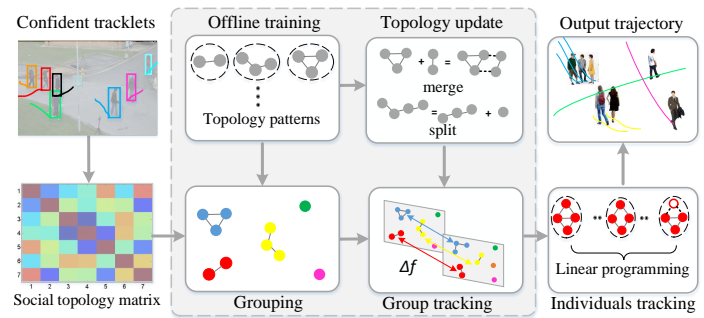 Confident tracklets
Offline training
Topology update
Output trajectory
Topology patterns
+
=
merge
=
+
split
1
2
3
4
5
6
7
1 2 3 4 5 6 7
Social topology matrix
Grouping
Δf
Group tracking
Linear programming
Individuals tracking